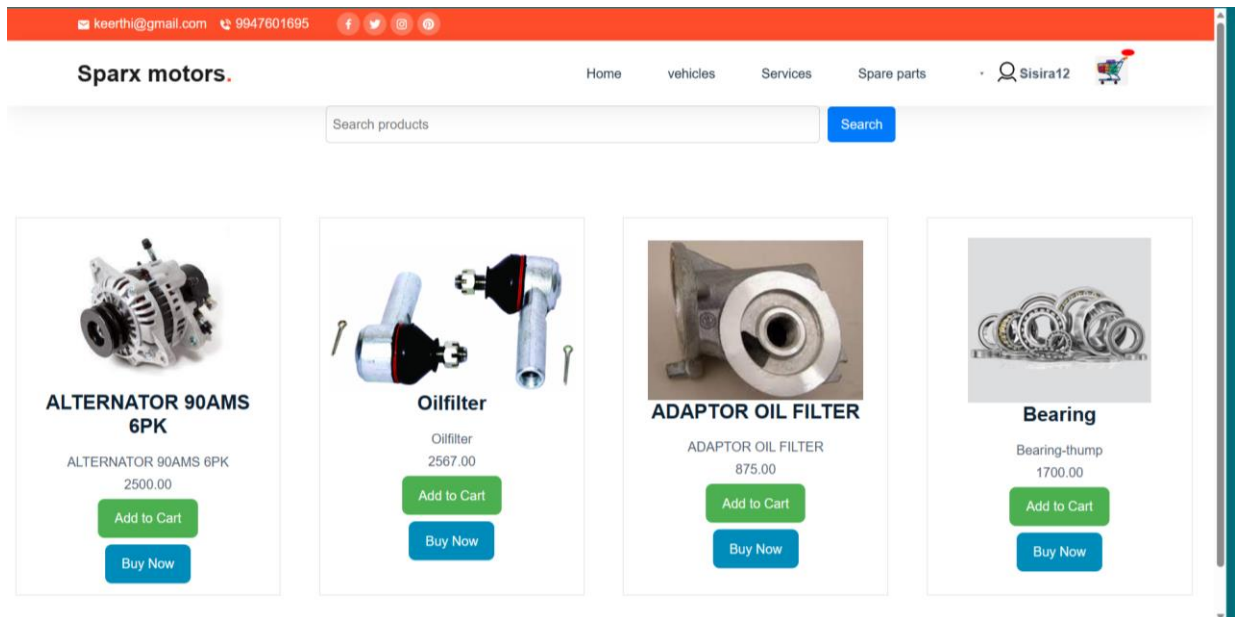 keerthi@gmail.com 9947601695
Sparx motors.
Home vehicles Services Spare parts Sisira12
Search products Search
ALTERNATOR 90AMS
6PK
ALTERNATOR 90AMS 6PK
2500.00
Add to Cart
Buy Now
Oilfilter
Oilfilter
2567.00
Add to Cart
Buy Now
ADAPTOR OIL FILTER
ADAPTOR OIL FILTER
875.00
Add to Cart
Buy Now
Bearing
Bearing-thump
1700.00
Add to Cart
Buy Now